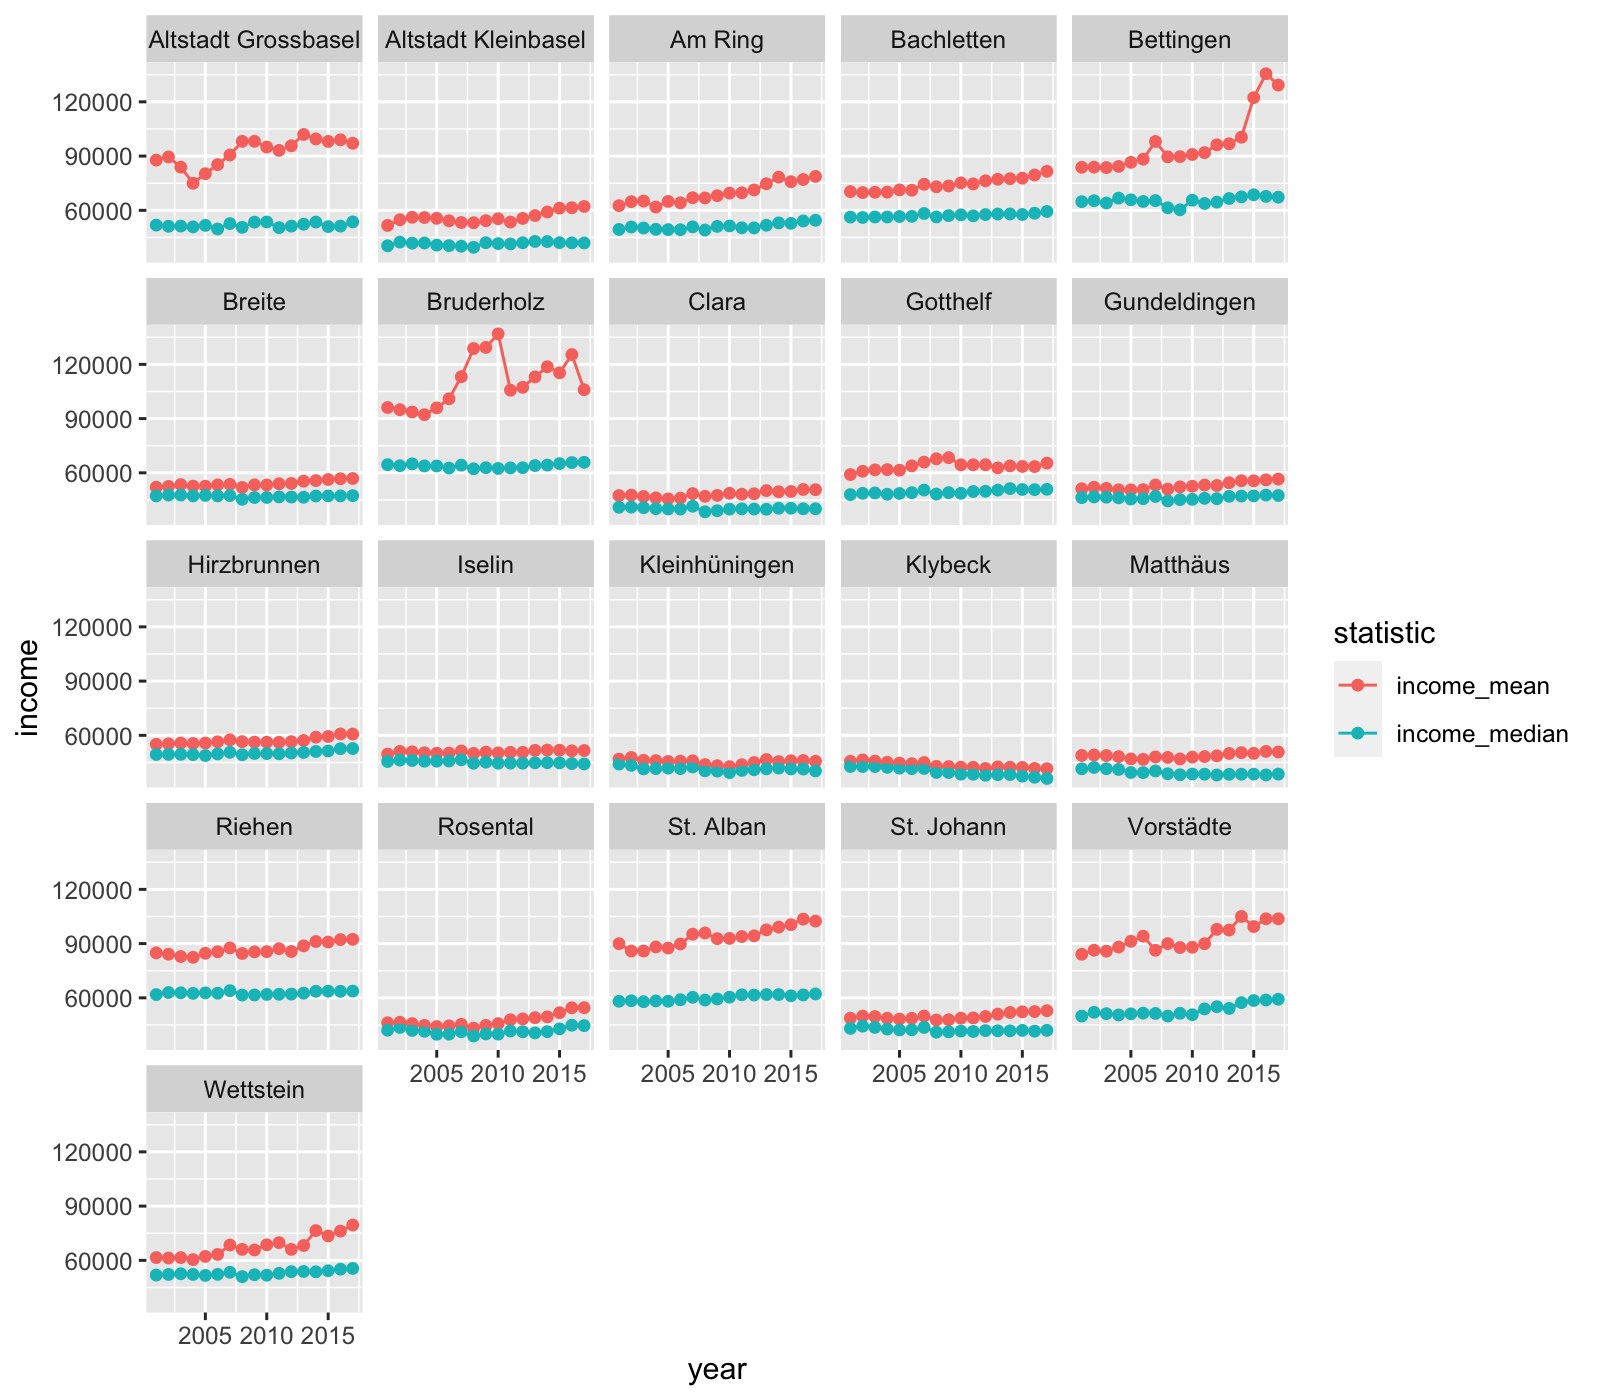 Altstadt Grossbasel Altstadt Kleinbasel Am Ring Bachletten Bettingen
120000
90000
60000
Breite Bruderholz Clara Gotthelf Gundeldingen
120000
90000
60000
Hirzbrunnen Iselin Kleinhüningen Klybeck Matthäus
120000
90000
60000
income
statistic
income_mean
income_median
Riehen Rosental St. Alban St. Johann Vorstädte
120000
90000
60000
2005 2010 2015 2005 2010 2015 2005 2010 2015 2005 2010 2015
Wettstein
120000
90000
60000
2005 2010 2015
year